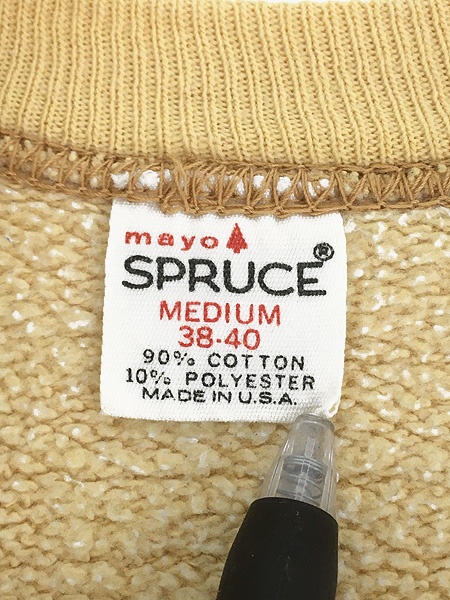 mayo
SPRUCE®
MEDIUM
38-40
90% COTTON
10% POLYESTER
MADE IN U.S.A.